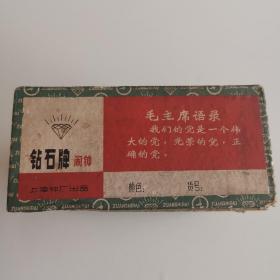 钻石牌 闹钟
上海钟厂出品
毛主席语录
我们的党是一个伟
大的党，光荣的党，正
确的党。
颜色： 货号：
ZUANSHIPAI